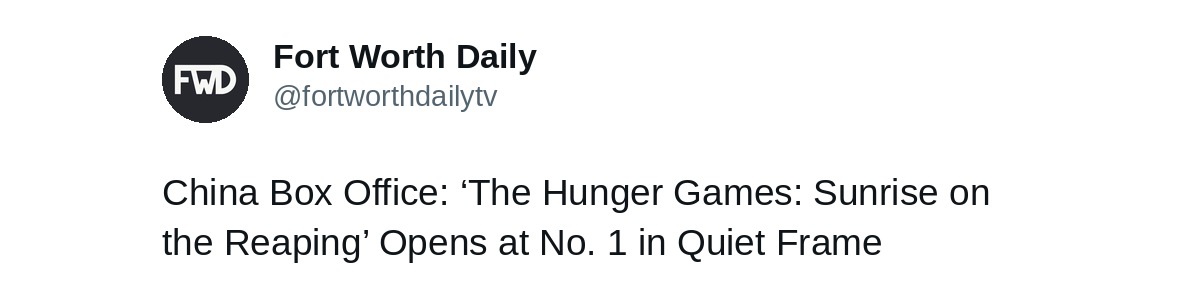 FWD
Fort Worth Daily
@fortworthdailytv
China Box Office: ‘The Hunger Games: Sunrise on
the Reaping’ Opens at No. 1 in Quiet Frame